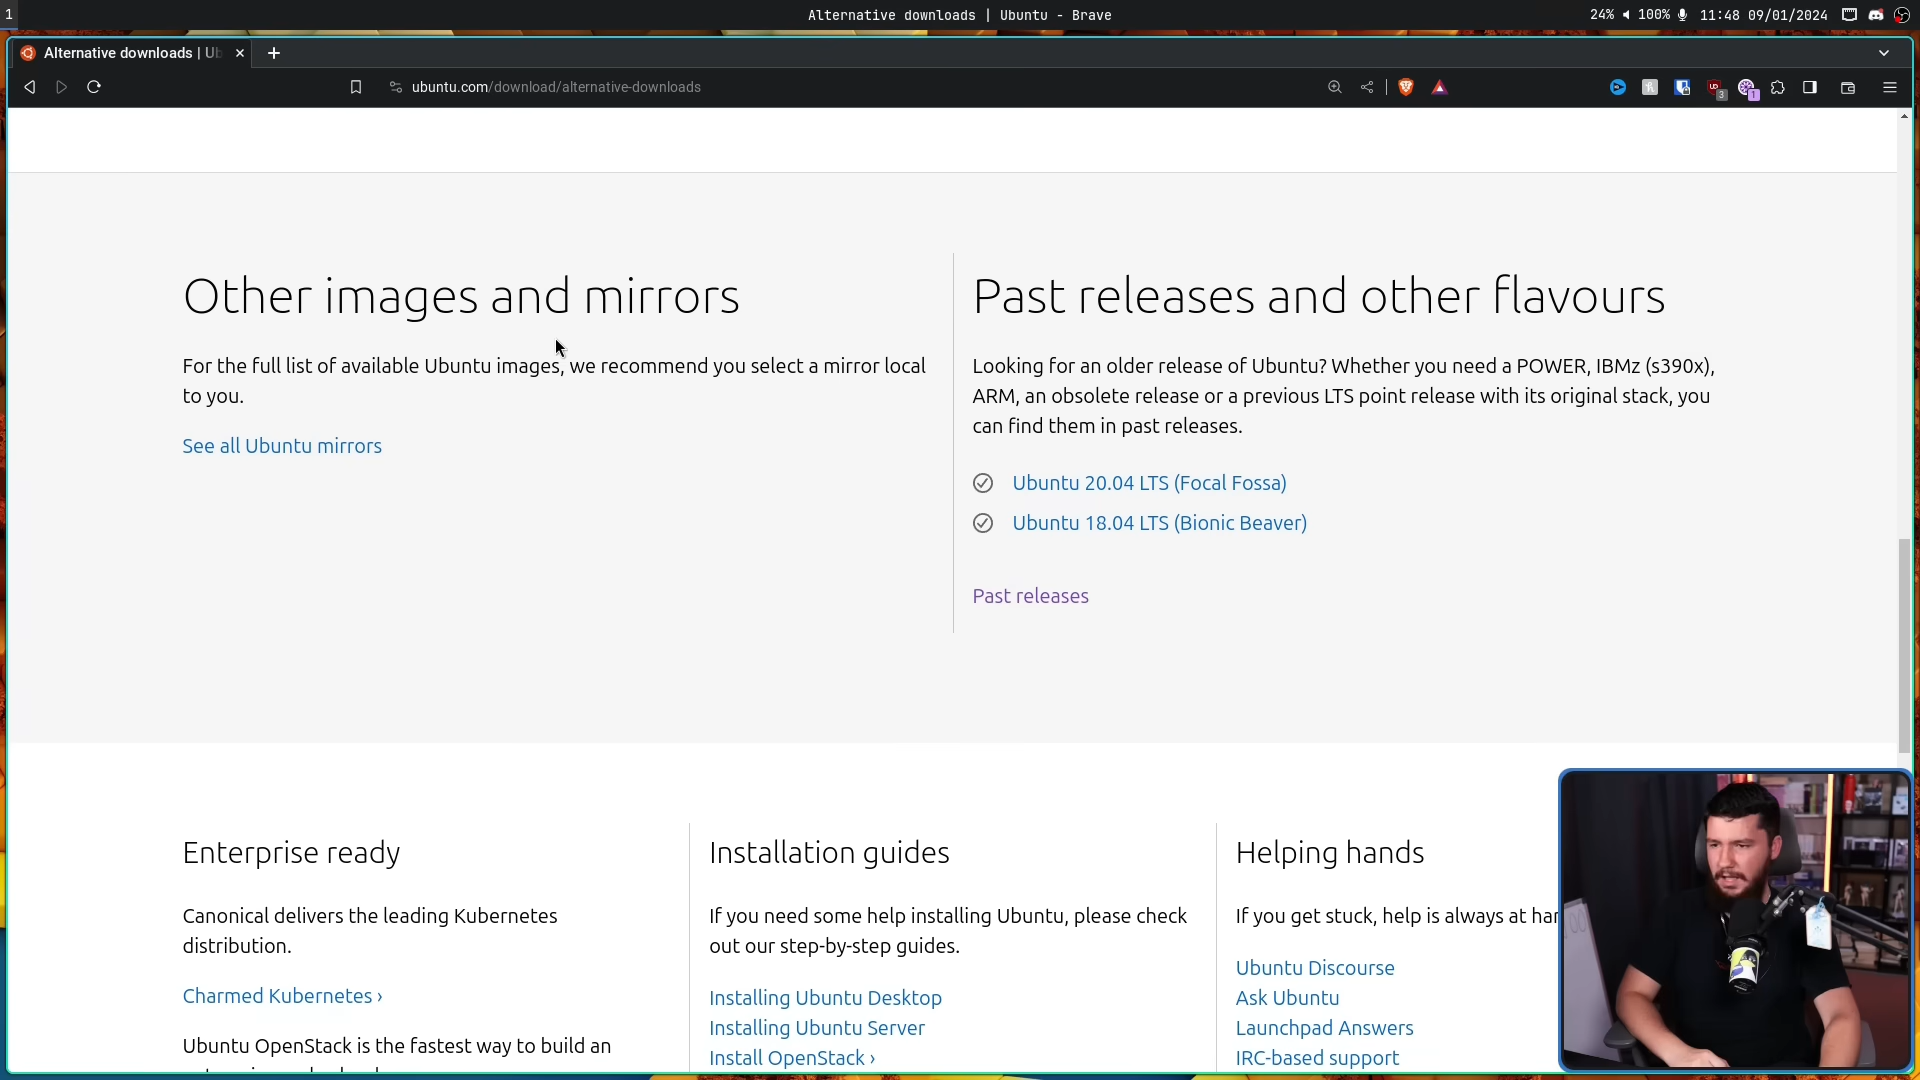 1
Alternative downloads | Ubuntu - Brave
24% 100% 11:48 09/01/2024
Alternative downloads | Ub
ubuntu.com/download/alternative-downloads
3
1
Other images and mirrors
For the full list of available Ubuntu images, we recommend you select a mirror local
to you.
See all Ubuntu mirrors
Past releases and other flavours
Looking for an older release of Ubuntu? Whether you need a POWER, IBMz (s390x),
ARM, an obsolete release or a previous LTS point release with its original stack, you
can find them in past releases.
Ubuntu 20.04 LTS (Focal Fossa)
Ubuntu 18.04 LTS (Bionic Beaver)
Past releases
Enterprise ready
Canonical delivers the leading Kubernetes
distribution.
Charmed Kubernetes ›
Ubuntu OpenStack is the fastest way to build an
Installation guides
If you need some help installing Ubuntu, please check
out our step-by-step guides.
Installing Ubuntu Desktop
Installing Ubuntu Server
Install OpenStack ›
Helping hands
If you get stuck, help is always at
Ubuntu Discourse
Ask Ubuntu
Launchpad Answers
IRC-based support